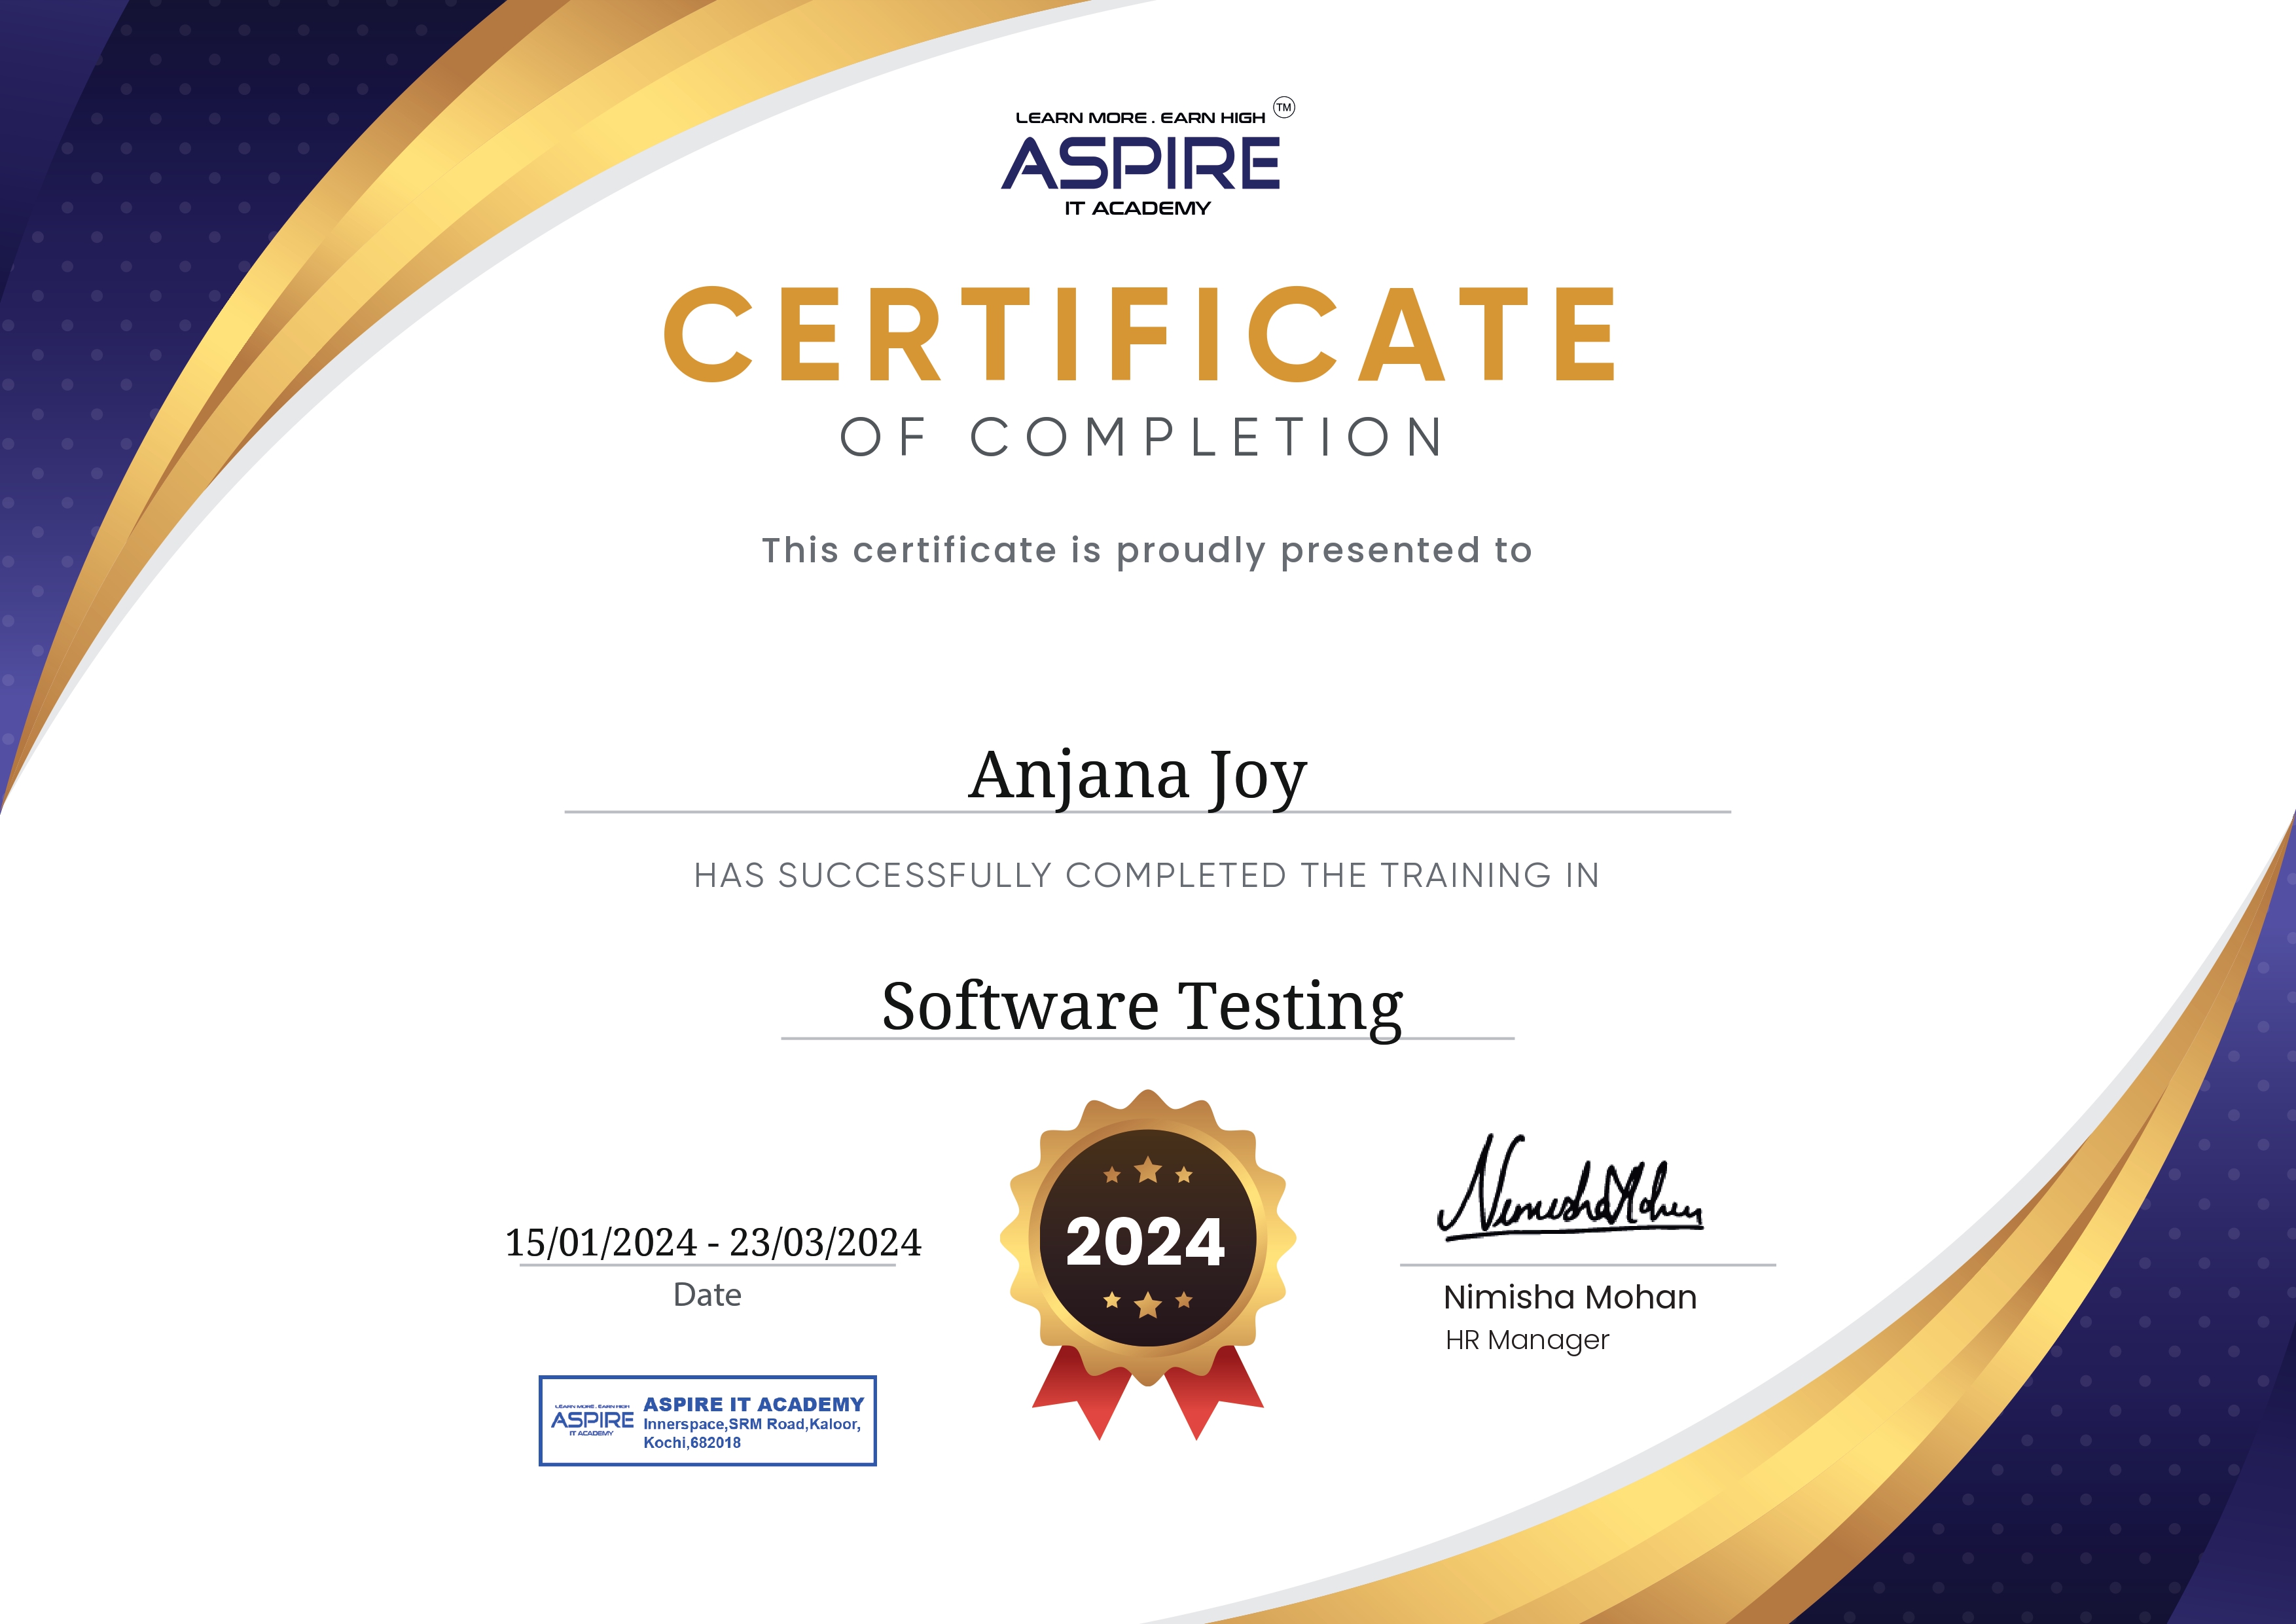 LEARN MORE . EARN HIGH TM
ASPIRE
IT ACADEMY
CERTIFICATE
OF COMPLETION
This certificate is proudly presented to
Anjana Joy
HAS SUCCESSFULLY COMPLETED THE TRAINING IN
Software Testing
15/01/2024 - 23/03/2024
Date
2024
Nimisha Mohan
Nimisha Mohan
HR Manager
LEARN MORE . EARN HIGH
ASPIRE
IT ACADEMY
ASPIRE IT ACADEMY
Innerspace,SRM Road,Kaloor,
Kochi,682018